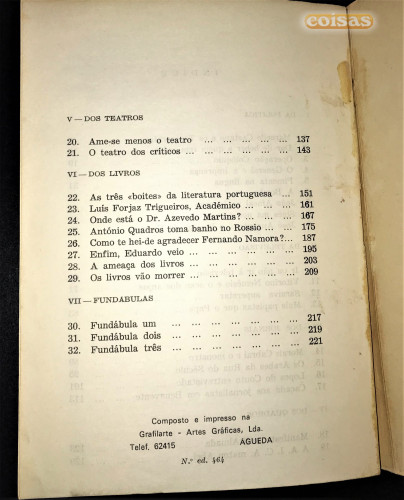 coisas
V — DOS TEATROS
20. Ame-se menos o teatro ... ... ... ... ... 137
21. O teatro dos críticos ... ... ... ... ... ... 143
VI — DOS LIVROS
22. As três «boites» da literatura portuguesa ... 151
23. Luís Forjaz Trigueiros, Académico ... ... ... 161
24. Onde está o Dr. Azevedo Martins? ... ... ... 167
25. António Quadros toma banho no Rossio ... ... 175
26. Como te hei-de agradecer Fernando Namora?... 187
27. Enfim, Eduardo veio ... ... ... ... ... ... 195
28. A ameaça dos livros ... ... ... ... ... ... 203
29. Os livros vão morrer ... ... ... ... ... ... 209
VII — FUNDÁBULAS
30. Fundábula um ... ... ... ... ... ... ... 217
31. Fundábula dois ... ... ... ... ... ... ... 219
32. Fundábula três ... ... ... ... ... ... ... 221
Composto e impresso na
Grafilarte - Artes Gráficas, Lda.
Telef. 62415 ÁGUEDA
N.º ed. 464